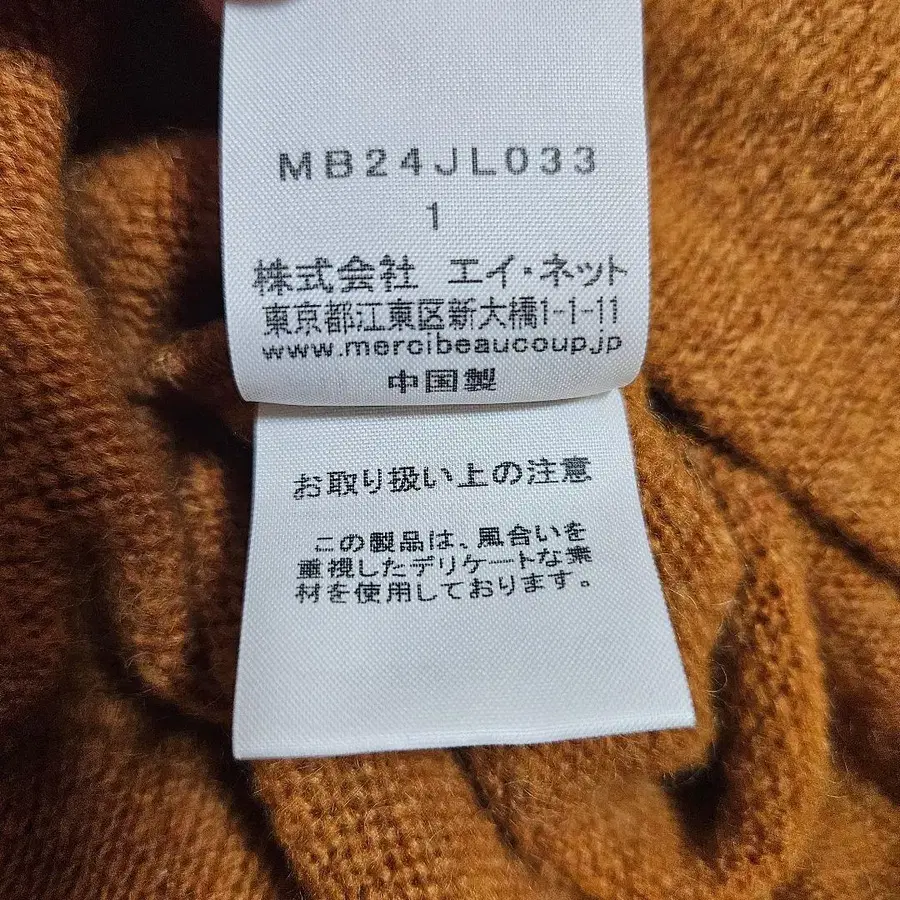 MB24JL033
1
株式会社 エイ・ネット
東京都江東区新大橋1-1-11
www.mercibeaucoup.jp
中国製
お取り扱い上の注意
この製品は、風合いを
重視したデリケートな素
材を使用しております。